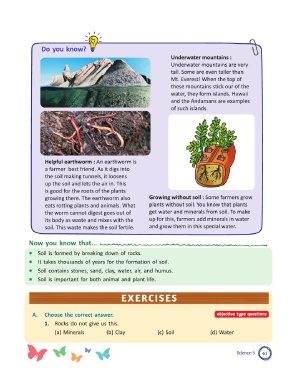 Do you know?
Underwater mountains :
Underwater mountains are very
tall. Some are even taller than
Mt. Everest! When the top of
these mountains stick our of the
water, they form islands. Hawaii
and the Andamans are examples
of such islands.
Helpful earthworm : An earthworm is
a farmer best friend. As it digs into
the soil making tunnels, it loosens
up the soil and lets the air in. This
is good for the roots of the plants
growing there. The earthworm also
eats rotting plants and animals. What
the worm cannot digest goes out of
its body as waste and mixes with the
soil. This waste makes the soil fertile.
Growing without soil : Some farmers grow
plants without soil. You know that plants
get water and minerals from soil. To make
up for this, farmers add minerals in water
and grow them in this special water.
Now you know that...
Soil is formed by breaking down of rocks.
It takes thousands of years for the formation of soil.
Soil contains stones, sand, clay, water, air, and humus.
Soil is important for both animal and plant life.
EXERCISES
A. Choose the correct answer.
objective type questions
1. Rocks do not give us this.
(a) Minerals (b) Clay (c) Soil (d) Water
Science-5